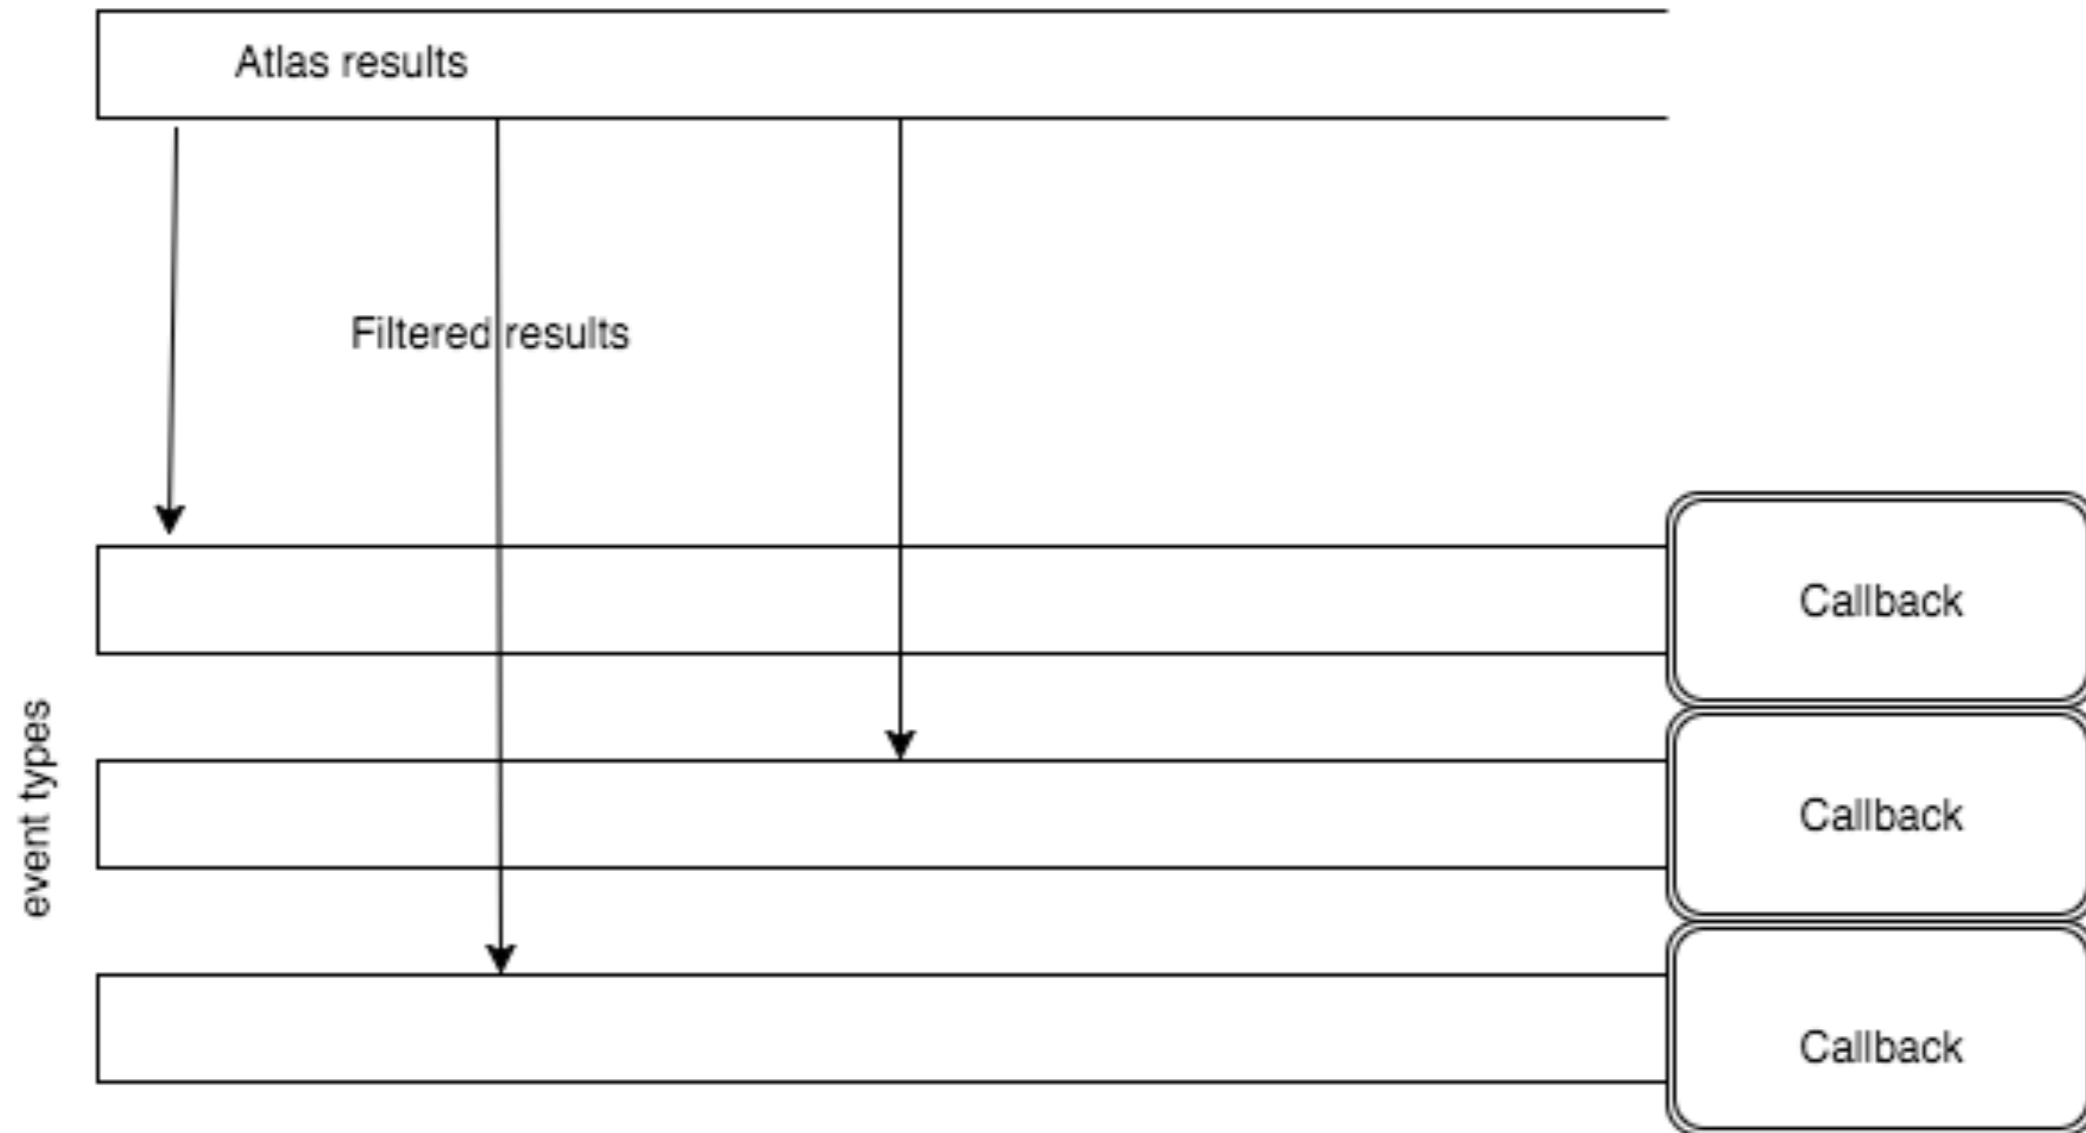 Atlas results
Filtered results
Callback
event types
Callback
Callback